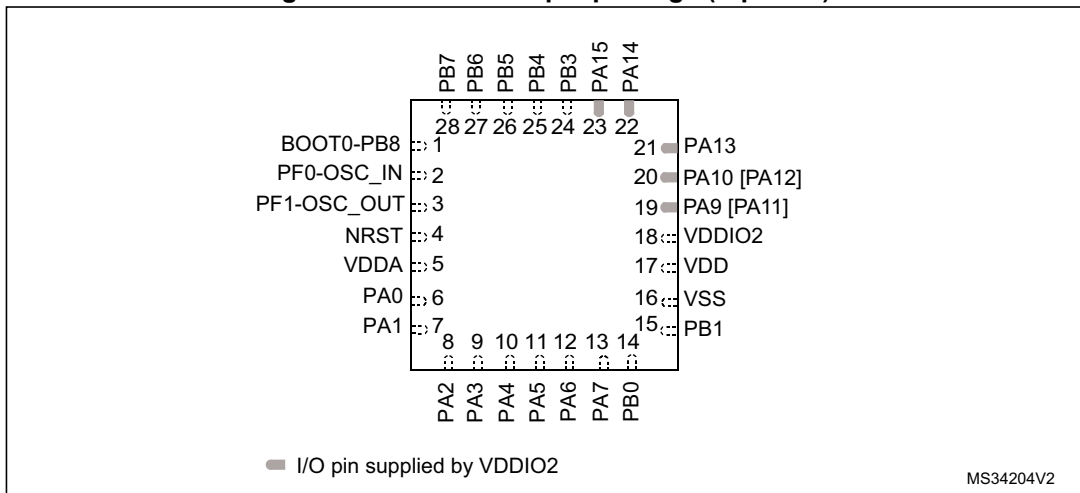 PB7
PB6
PB5
PB4
PB3
PA15
PA14
28 27 26 25 24 23 22
BOOT0-PB8 1
PF0-OSC_IN 2
PF1-OSC_OUT 3
NRST 4
VDDA 5
PA0 6
PA1 7
21 PA13
20 PA10 [PA12]
19 PA9 [PA11]
18 VDDIO2
17 VDD
16 VSS
15 PB1
8 9 10 11 12 13 14
PA2
PA3
PA4
PA5
PA6
PA7
PB0
I/O pin supplied by VDDIO2
MS34204V2